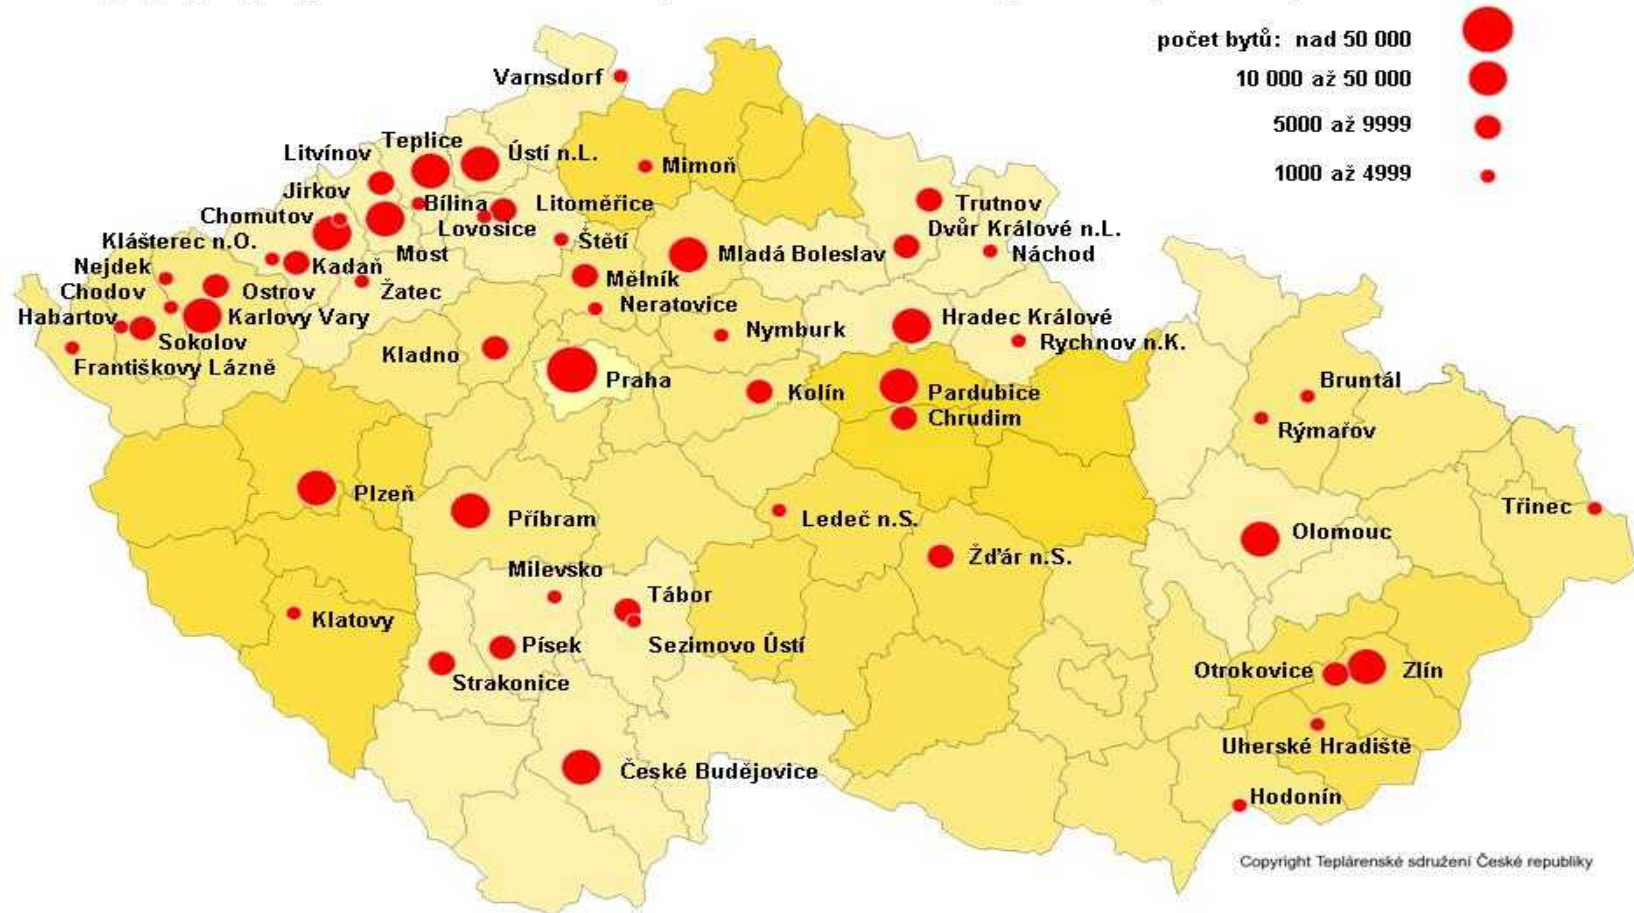 počet bytů: nad 50 000
10 000 až 50 000
5000 až 9999
1000 až 4999
Varnsdorf
Teplice
Litvínov
Ústí n.L.
Mimoň
Jirkov
Bílina
Litoměřice
Trutnov
Chomutov
Lovosice
Dvůr Králové n.L.
Klášterec n.O.
Štětí
Most
Mladá Boleslav
Náchod
Nejdek
Kadaň
Mělník
Chodov
Ostrov
Žatec
Neratovice
Habartov
Karlovy Vary
Hradec Králové
Sokolov
Nymburk
Rychnov n.K.
Kladno
Františkovy Lázně
Praha
Bruntál
Kolín
Pardubice
Chrudim
Rýmařov
Plzeň
Příbram
Ledeč n.S.
Třinec
Olomouc
Žďár n.S.
Milevsko
Tábor
Klatovy
Písek
Sezimovo Ústí
Otrokovice
Zlín
Strakonice
Uherské Hradiště
České Budějovice
Hodonín
Copyright Teplárenské sdružení České republiky